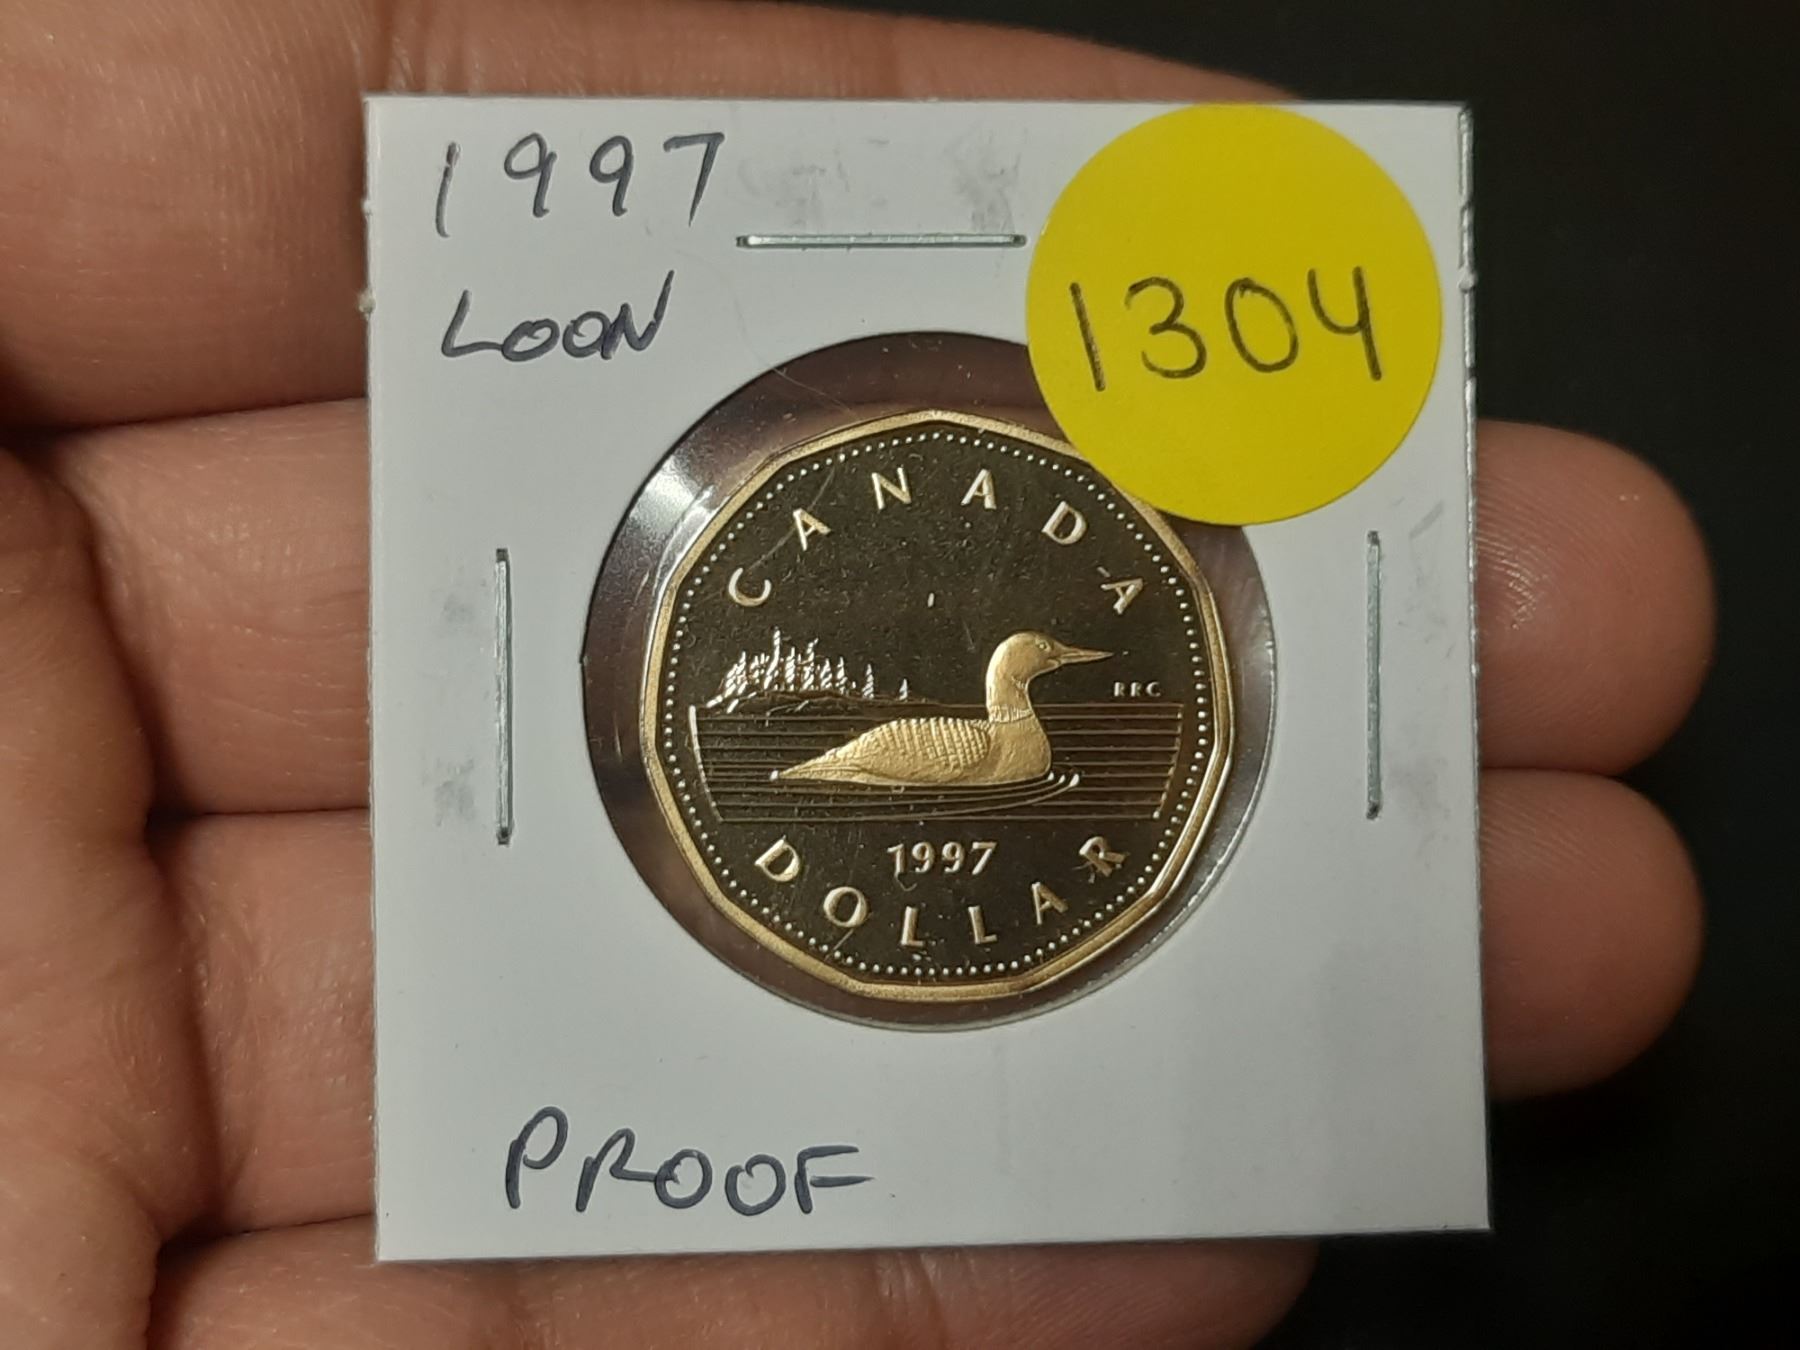 1997
LOON
1304
CANADA
RRC
1997
DOLLAR
PROOF